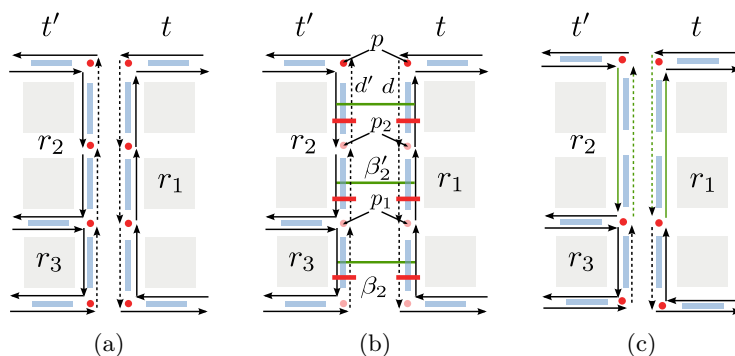 t′ t
r₂
r₁
r₃
(a)
t′ p t
d′ d
r₂ p₂
β′₂ r₁
p₁
r₃
β₂
(b)
t′ t
r₂
r₁
r₃
(c)